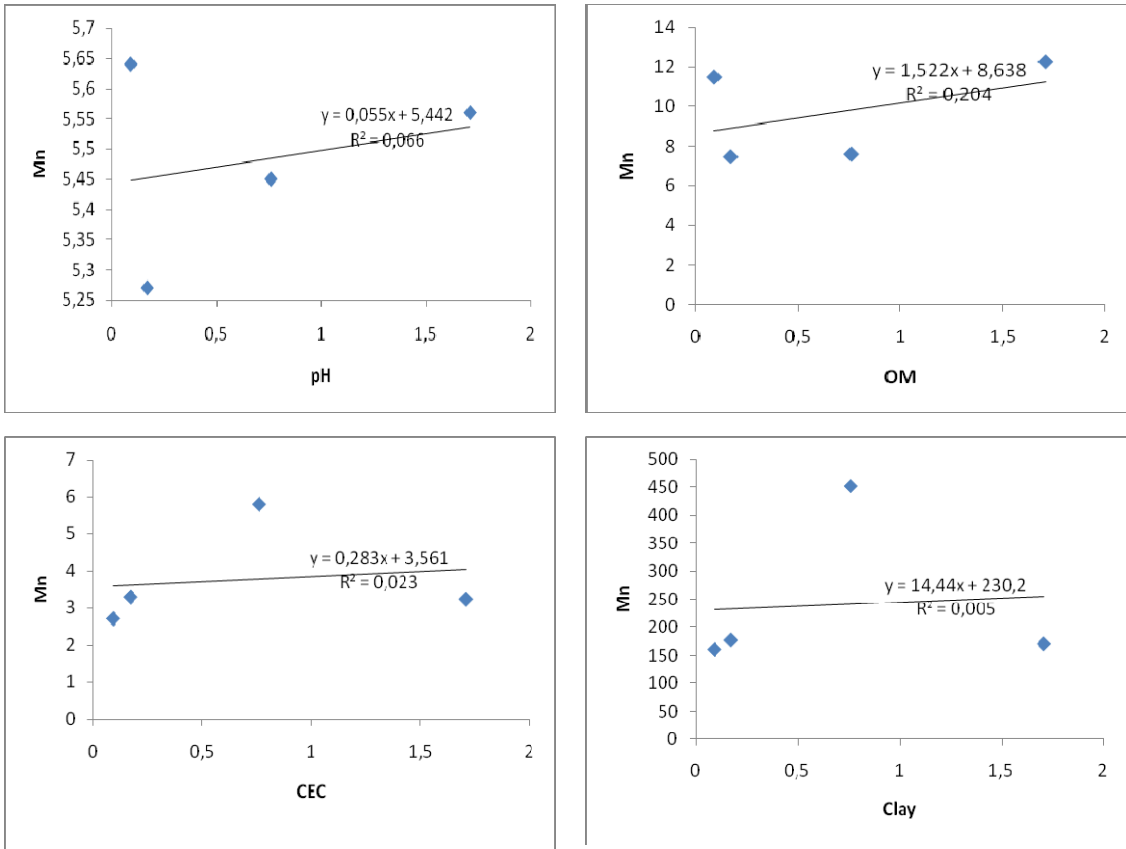 5,7
5,65
5,6
5,55
5,5
5,45
5,4
5,35
5,3
5,25
Mn
y = 0,055x + 5,442
R² = 0,066
0 0,5 1 1,5 2
pH
14
12
10
8
6
4
2
0
Mn
y = 1,522x + 8,638
R² = 0,204
0 0,5 1 1,5 2
OM
7
6
5
4
3
2
1
0
Mn
y = 0,283x + 3,561
R² = 0,023
0 0,5 1 1,5 2
CEC
500
450
400
350
300
250
200
150
100
50
0
Mn
y = 14,44x + 230,2
R² = 0,005
0 0,5 1 1,5 2
Clay